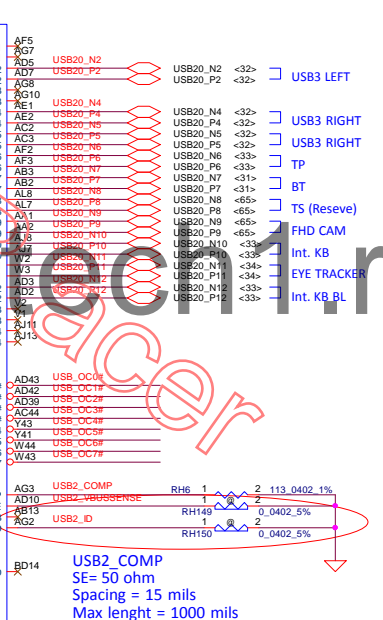 AF5
AG7
AD5 USB20_N2 USB20_N2 <32>
AD7 USB20_P2 USB20_P2 <32> USB3 LEFT
AG8
AG10
AE1 USB20_N4 USB20_N4 <32>
AE2 USB20_P4 USB20_P4 <32> USB3 RIGHT
AC2 USB20_N5 USB20_N5 <32>
AC3 USB20_P5 USB20_P5 <32> USB3 RIGHT
AF2 USB20_N6 USB20_N6 <33>
AF3 USB20_P6 USB20_P6 <33> TP
AB3 USB20_N7 USB20_N7 <31>
AB2 USB20_P7 USB20_P7 <31> BT
AL8 USB20_N8 USB20_N8 <65>
AL7 USB20_P8 USB20_P8 <65> TS (Reseve)
AA1 USB20_N9 USB20_N9 <65>
AA2 USB20_P9 USB20_P9 <65> FHD CAM
AJ8 USB20_N10 USB20_N10 <33>
AJ7 USB20_P10 USB20_P10 <33> Int. KB
W2 USB20_N11 USB20_N11 <34>
W3 USB20_P11 USB20_P11 <34> EYE TRACKER
AD3 USB20_N12 USB20_N12 <33>
AD2 USB20_P12 USB20_P12 <33> Int. KB BL
V2
Y1
AJ11
AJ13
tech1.r
racer
AD43 USB_OC0#
AD42 USB_OC1#
AD39 USB_OC2#
AC44 USB_OC3#
Y43 USB_OC4#
Y41 USB_OC5#
W44 USB_OC6#
W43 USB_OC7#
AG3 USB2_COMP RH6 1 2 113_0402_1%
AD10 USB2_VBUSSENSE 1 @ 2
AB13 RH149 0_0402_5%
AG2 USB2_ID 1 @ 2
RH150 0_0402_5%
BD14
USB2_COMP
SE= 50 ohm
Spacing = 15 mils
Max lenght = 1000 mils